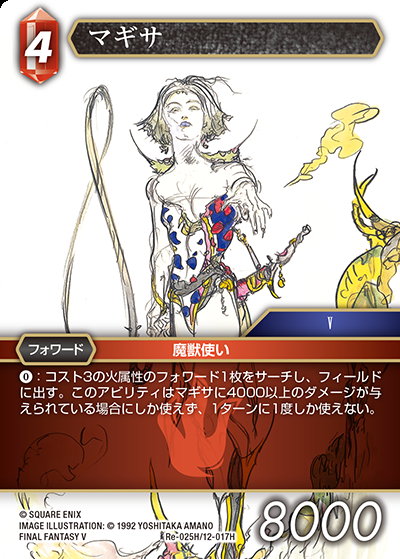 4
マギサ
V
フォワード
魔獣使い
0：コスト3の火属性のフォワード1枚をサーチし、フィールド
に出す。このアビリティはマギサに4000以上のダメージが与
えられている場合にしか使えず、1ターンに1度しか使えない。
© SQUARE ENIX
IMAGE ILLUSTRATION: © 1992 YOSHITAKA AMANO
FINAL FANTASY V
Re-025H/12-017H
8000